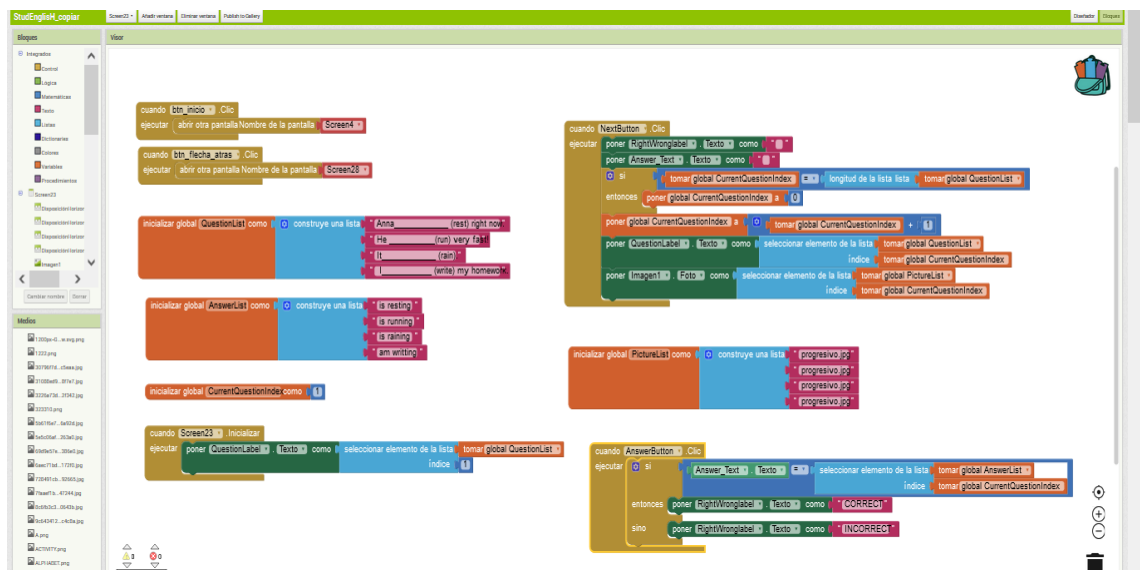 StudEnglisH_copiar
Screen23
Añadir ventana
Eliminar ventana
Publish to Gallery
Diseñador
Bloques
Bloques
Visor
Integrados
Control
Lógica
Matemáticas
Texto
Listas
Dictionaries
Colores
Variables
Procedimientos
Screen23
Imagen1
Cambiar nombre
Borrar
Medios
1222.png
A.png
ACTIVITY.png
ALPHABET.png
cuando btn_inicio .Clic
ejecutar abrir otra pantalla Nombre de la pantalla " Screen4 "
cuando btn_flecha_atras .Clic
ejecutar abrir otra pantalla Nombre de la pantalla " Screen28 "
inicializar global QuestionList como construye una lista " Anna__________ (rest) right now. "
" He__________(run) very fast! "
" It__________(rain) "
" I__________(write) my homework. "
inicializar global AnswerList como construye una lista " is resting "
" is running "
" is raining "
" am writting "
inicializar global CurrentQuestionIndex como 1
cuando Screen23 .Inicializar
ejecutar poner QuestionLabel . Texto como seleccionar elemento de la lista tomar global QuestionList
índice 1
cuando NextButton .Clic
ejecutar poner RightWronglabel . Texto como " "
poner Answer_Text . Texto como " "
si tomar global CurrentQuestionIndex = longitud de la lista lista tomar global QuestionList
entonces poner global CurrentQuestionIndex a 0
poner global CurrentQuestionIndex a tomar global CurrentQuestionIndex + 1
poner QuestionLabel . Texto como seleccionar elemento de la lista tomar global QuestionList
índice tomar global CurrentQuestionIndex
poner Imagen1 . Foto como seleccionar elemento de la lista tomar global PictureList
índice tomar global CurrentQuestionIndex
inicializar global PictureList como construye una lista " progresivo.jpg "
" progresivo.jpg "
" progresivo.jpg "
" progresivo.jpg "
cuando AnswerButton .Clic
ejecutar si Answer_Text . Texto = seleccionar elemento de la lista tomar global AnswerList
índice tomar global CurrentQuestionIndex
entonces poner RightWronglabel . Texto como " CORRECT "
sino poner RightWronglabel . Texto como " INCORRECT "
0 0